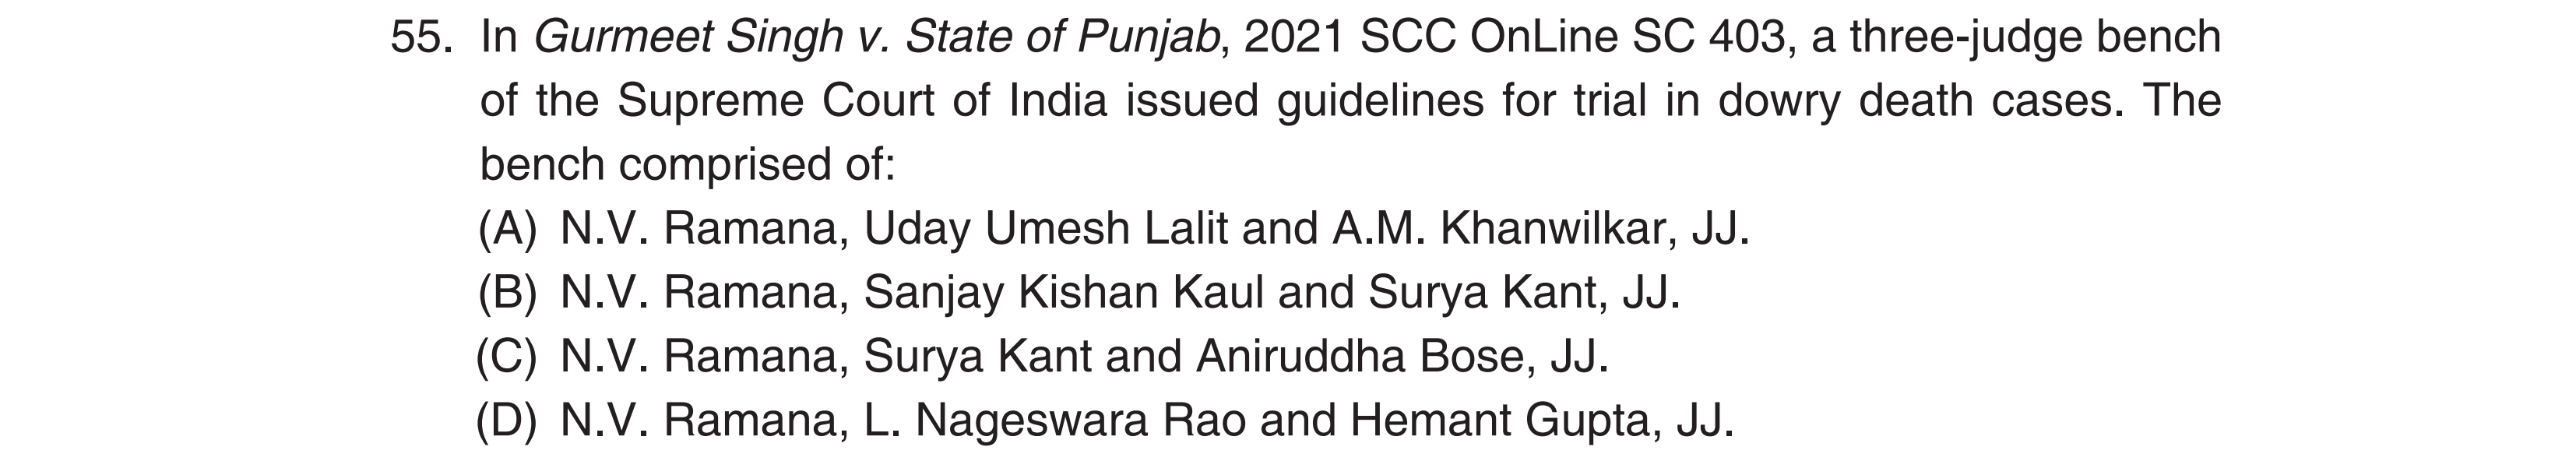 55. In Gurmeet Singh v. State of Punjab, 2021 SCC OnLine SC 403, a three-judge bench
of the Supreme Court of India issued guidelines for trial in dowry death cases. The
bench comprised of:
(A) N.V. Ramana, Uday Umesh Lalit and A.M. Khanwilkar, JJ.
(B) N.V. Ramana, Sanjay Kishan Kaul and Surya Kant, JJ.
(C) N.V. Ramana, Surya Kant and Aniruddha Bose, JJ.
(D) N.V. Ramana, L. Nageswara Rao and Hemant Gupta, JJ.